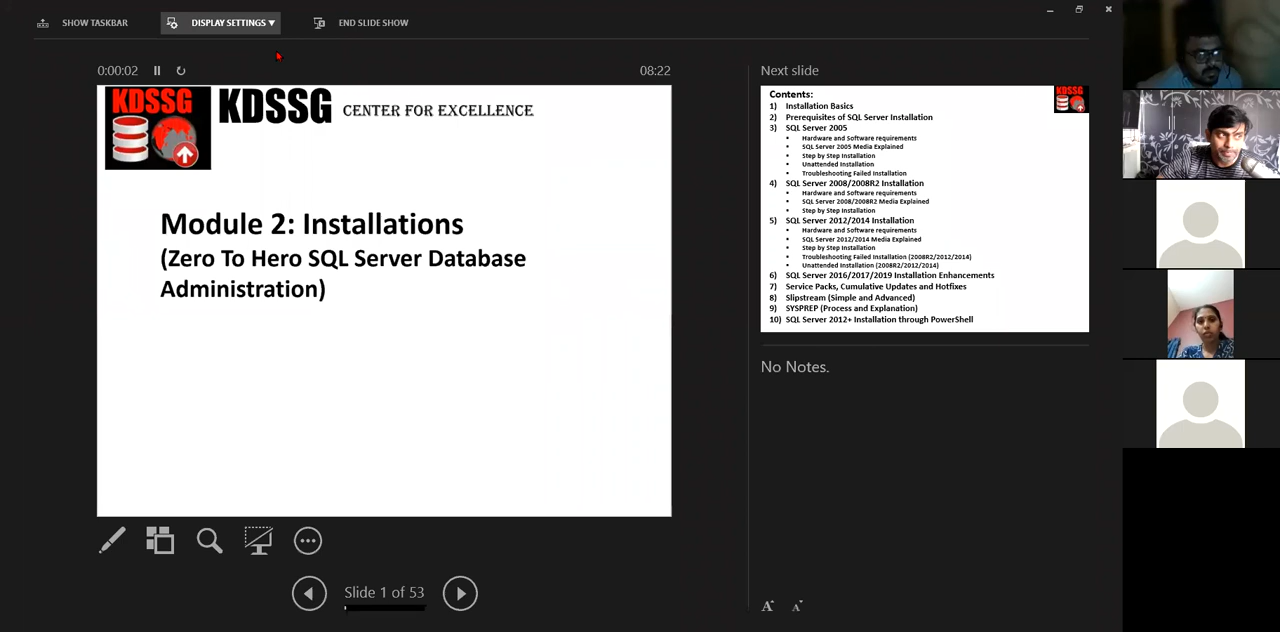 SHOW TASKBAR
DISPLAY SETTINGS ▾
END SLIDE SHOW
0:00:02
08:22
KDSSG
KDSSG CENTER FOR EXCELLENCE
Module 2: Installations
(Zero To Hero SQL Server Database
Administration)
Slide 1 of 53
Next slide
KDSSG
Contents:
1) Installation Basics
2) Prerequisites of SQL Server Installation
3) SQL Server 2005
• Hardware and Software requirements
• SQL Server 2005 Media Explained
• Step by Step Installation
• Unattended Installation
• Troubleshooting Failed Installation
4) SQL Server 2008/2008R2 Installation
• Hardware and Software requirements
• SQL Server 2008/2008R2 Media Explained
• Step by Step Installation
5) SQL Server 2012/2014 Installation
• Hardware and Software requirements
• SQL Server 2012/2014 Media Explained
• Step by Step Installation
• Troubleshooting Failed Installation (2008R2/2012/2014)
• Unattended Installation (2008R2/2012/2014)
6) SQL Server 2016/2017/2019 Installation Enhancements
7) Service Packs, Cumulative Updates and Hotfixes
8) Slipstream (Simple and Advanced)
9) SYSPREP (Process and Explanation)
10) SQL Server 2012+ Installation through PowerShell
No Notes.
A A